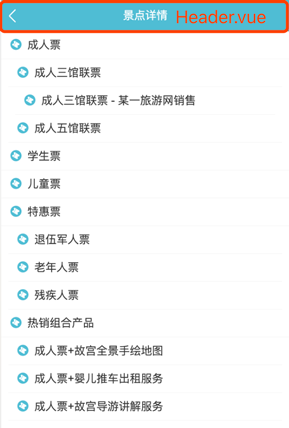 景点详情 Header.vue
成人票
成人三馆联票
成人三馆联票 - 某一旅游网销售
成人五馆联票
学生票
儿童票
特惠票
退伍军人票
老年人票
残疾人票
热销组合产品
成人票+故宫全景手绘地图
成人票+婴儿推车出租服务
成人票+故宫导游讲解服务